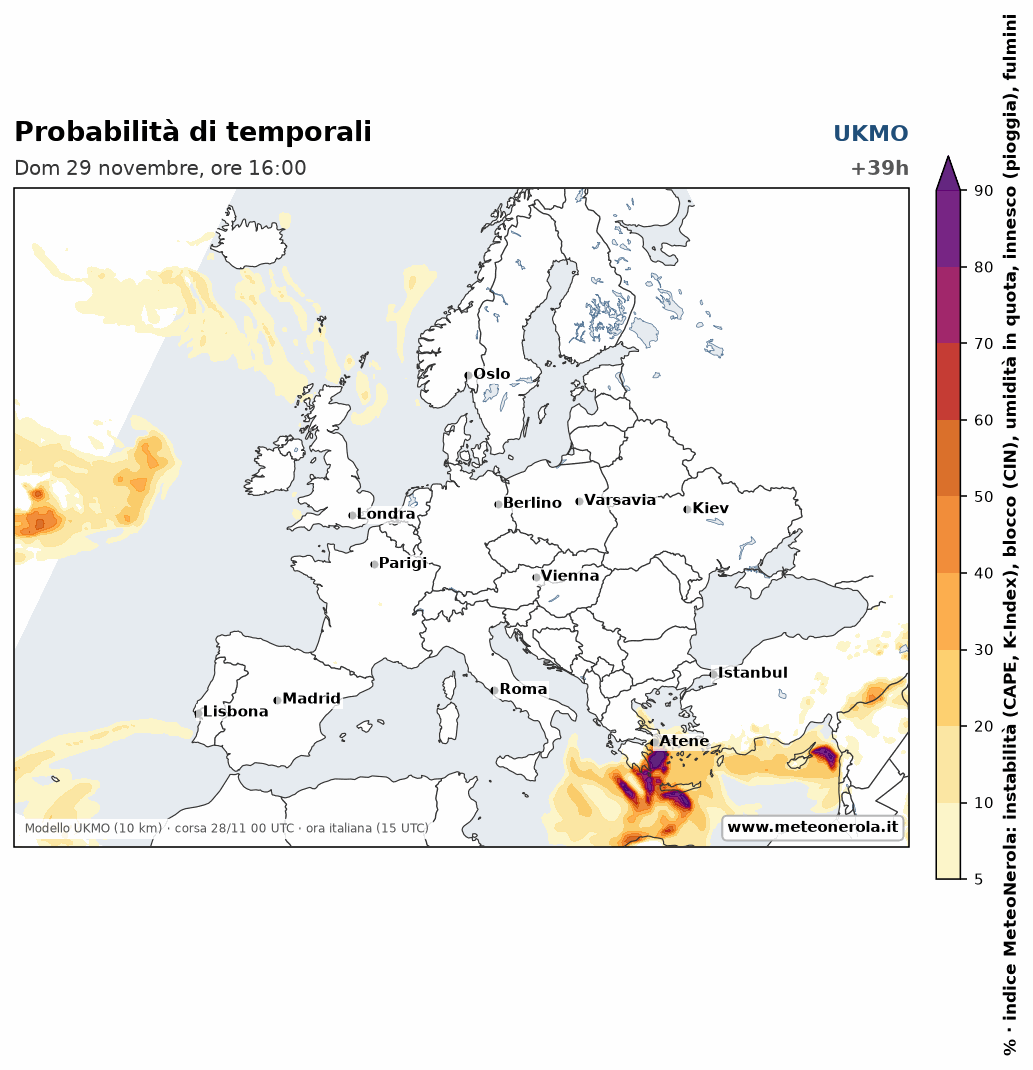 Probabilità di temporali
UKMO
Dom 29 novembre, ore 16:00
+39h
Oslo
Londra
Berlino
Varsavia
Kiev
Parigi
Vienna
Istanbul
Roma
Madrid
Lisbona
Atene
Modello UKMO (10 km) · corsa 28/11 00 UTC · ora italiana (15 UTC)
www.meteonerola.it
90
80
70
60
50
40
30
20
10
5
% · indice MeteoNerola: instabilità (CAPE, K-Index), blocco (CIN), umidità in quota, innesco (pioggia), fulmini